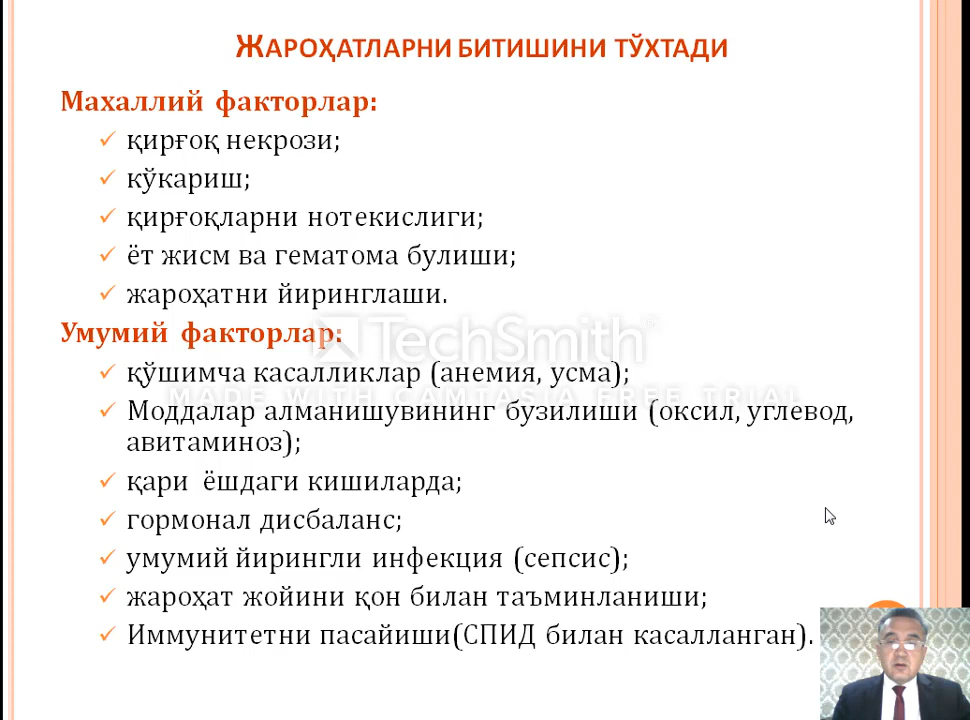 ЖАРОҲАТЛАРНИ БИТИШИНИ ТЎХТАДИ
Махаллий факторлар:
қирғоқ некрози;
кўкариш;
қирғоқларни нотекислиги;
ёт жисм ва гематома булиши;
жароҳатни йиринглаши.
Умумий факторлар:
TechSmith
қўшимча касалликлар (анемия, усма);
MADE WITH CAMTASIA FREE TRIAL
Моддалар алманишувининг бузилиши (оксил, углевод,
авитаминоз);
қари ёшдаги кишиларда;
гормонал дисбаланс;
умумий йирингли инфекция (сепсис);
жароҳат жойини қон билан таъминланиши;
Иммунитетни пасайиши(СПИД билан касалланган).